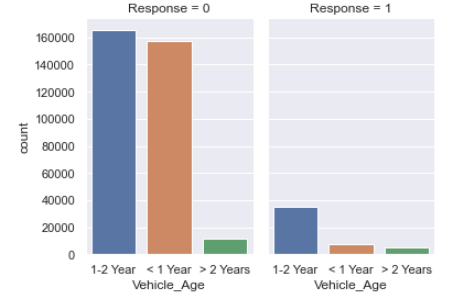 Response = 0
Response = 1
160000
140000
120000
100000
80000
60000
40000
20000
0
count
1-2 Year < 1 Year > 2 Years
Vehicle_Age
1-2 Year < 1 Year > 2 Years
Vehicle_Age